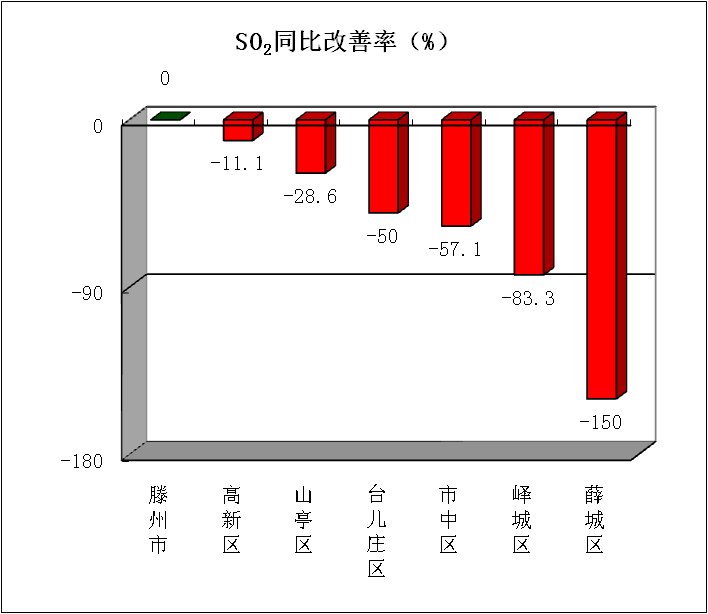 SO2同比改善率（%）
0
0
-11.1
-28.6
-50
-57.1
-83.3
-90
-150
-180
滕州市
高新区
山亭区
台儿庄区
市中区
峄城区
薛城区